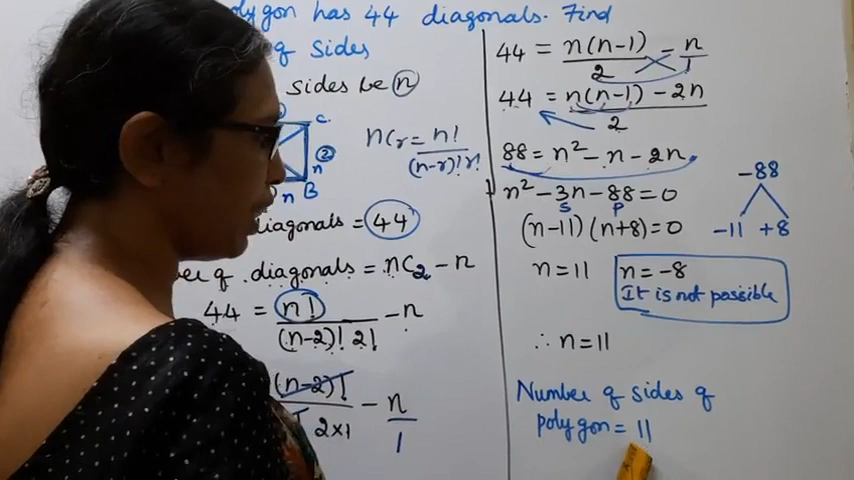 polygon has 44 diagonals. Find
of sides
sides be n
nCr = n!
(n-r)! r!
C
2
n
n B
diagonals = 44
of diagonals = nC2 - n
44 = n! - n
(n-2)! 2!
(n-2)! - n
2×1 1
44 = n(n-1) - n
2 1
44 = n(n-1) - 2n
2
88 = n² - n - 2n
n² - 3n - 88 = 0
S P
(n-11)(n+8) = 0
-88
-11 +8
n = 11
n = -8
It is not possible
∴ n = 11
Number of sides of
polygon = 11